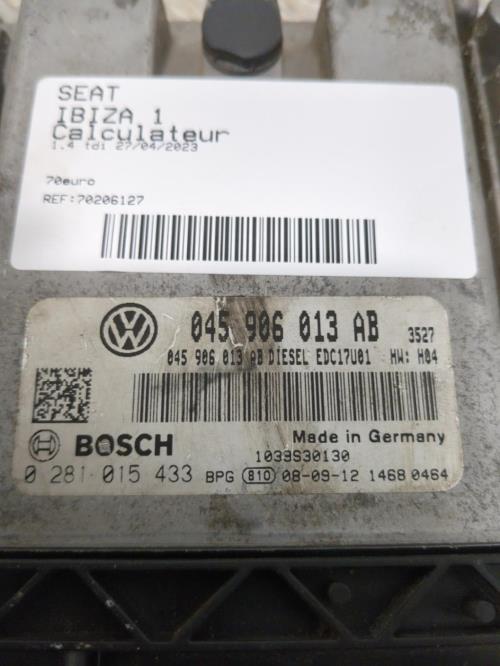 SEAT
IBIZA 1
Calculateur
1.4 tdi 27/04/2023
70euro
REF:70206127
VW
045 906 013 AB 3527
045 906 013 AB DIESEL EDC17U01 HW: H04
BOSCH Made in Germany
1039S30130
0 281 015 433 BPG 810 08-09-12 1468 0464